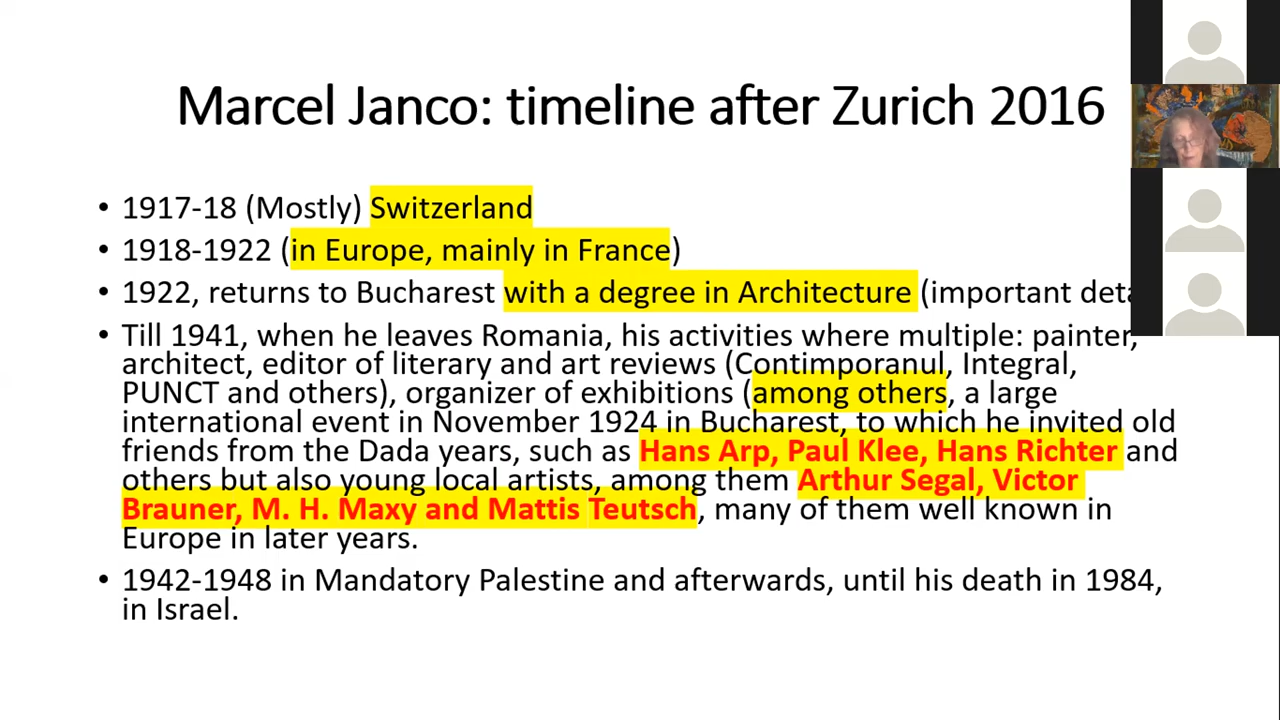 Marcel Janco: timeline after Zurich 2016
• 1917-18 (Mostly) Switzerland
• 1918-1922 (in Europe, mainly in France)
• 1922, returns to Bucharest with a degree in Architecture (important
• Till 1941, when he leaves Romania, his activities where multiple: painter,
architect, editor of literary and art reviews (Contimporanul, Integral,
PUNCT and others), organizer of exhibitions (among others, a large
international event in November 1924 in Bucharest, to which he invited old
friends from the Dada years, such as Hans Arp, Paul Klee, Hans Richter and
others but also young local artists, among them Arthur Segal, Victor
Brauner, M. H. Maxy and Mattis Teutsch, many of them well known in
Europe in later years.
• 1942-1948 in Mandatory Palestine and afterwards, until his death in 1984,
in Israel.